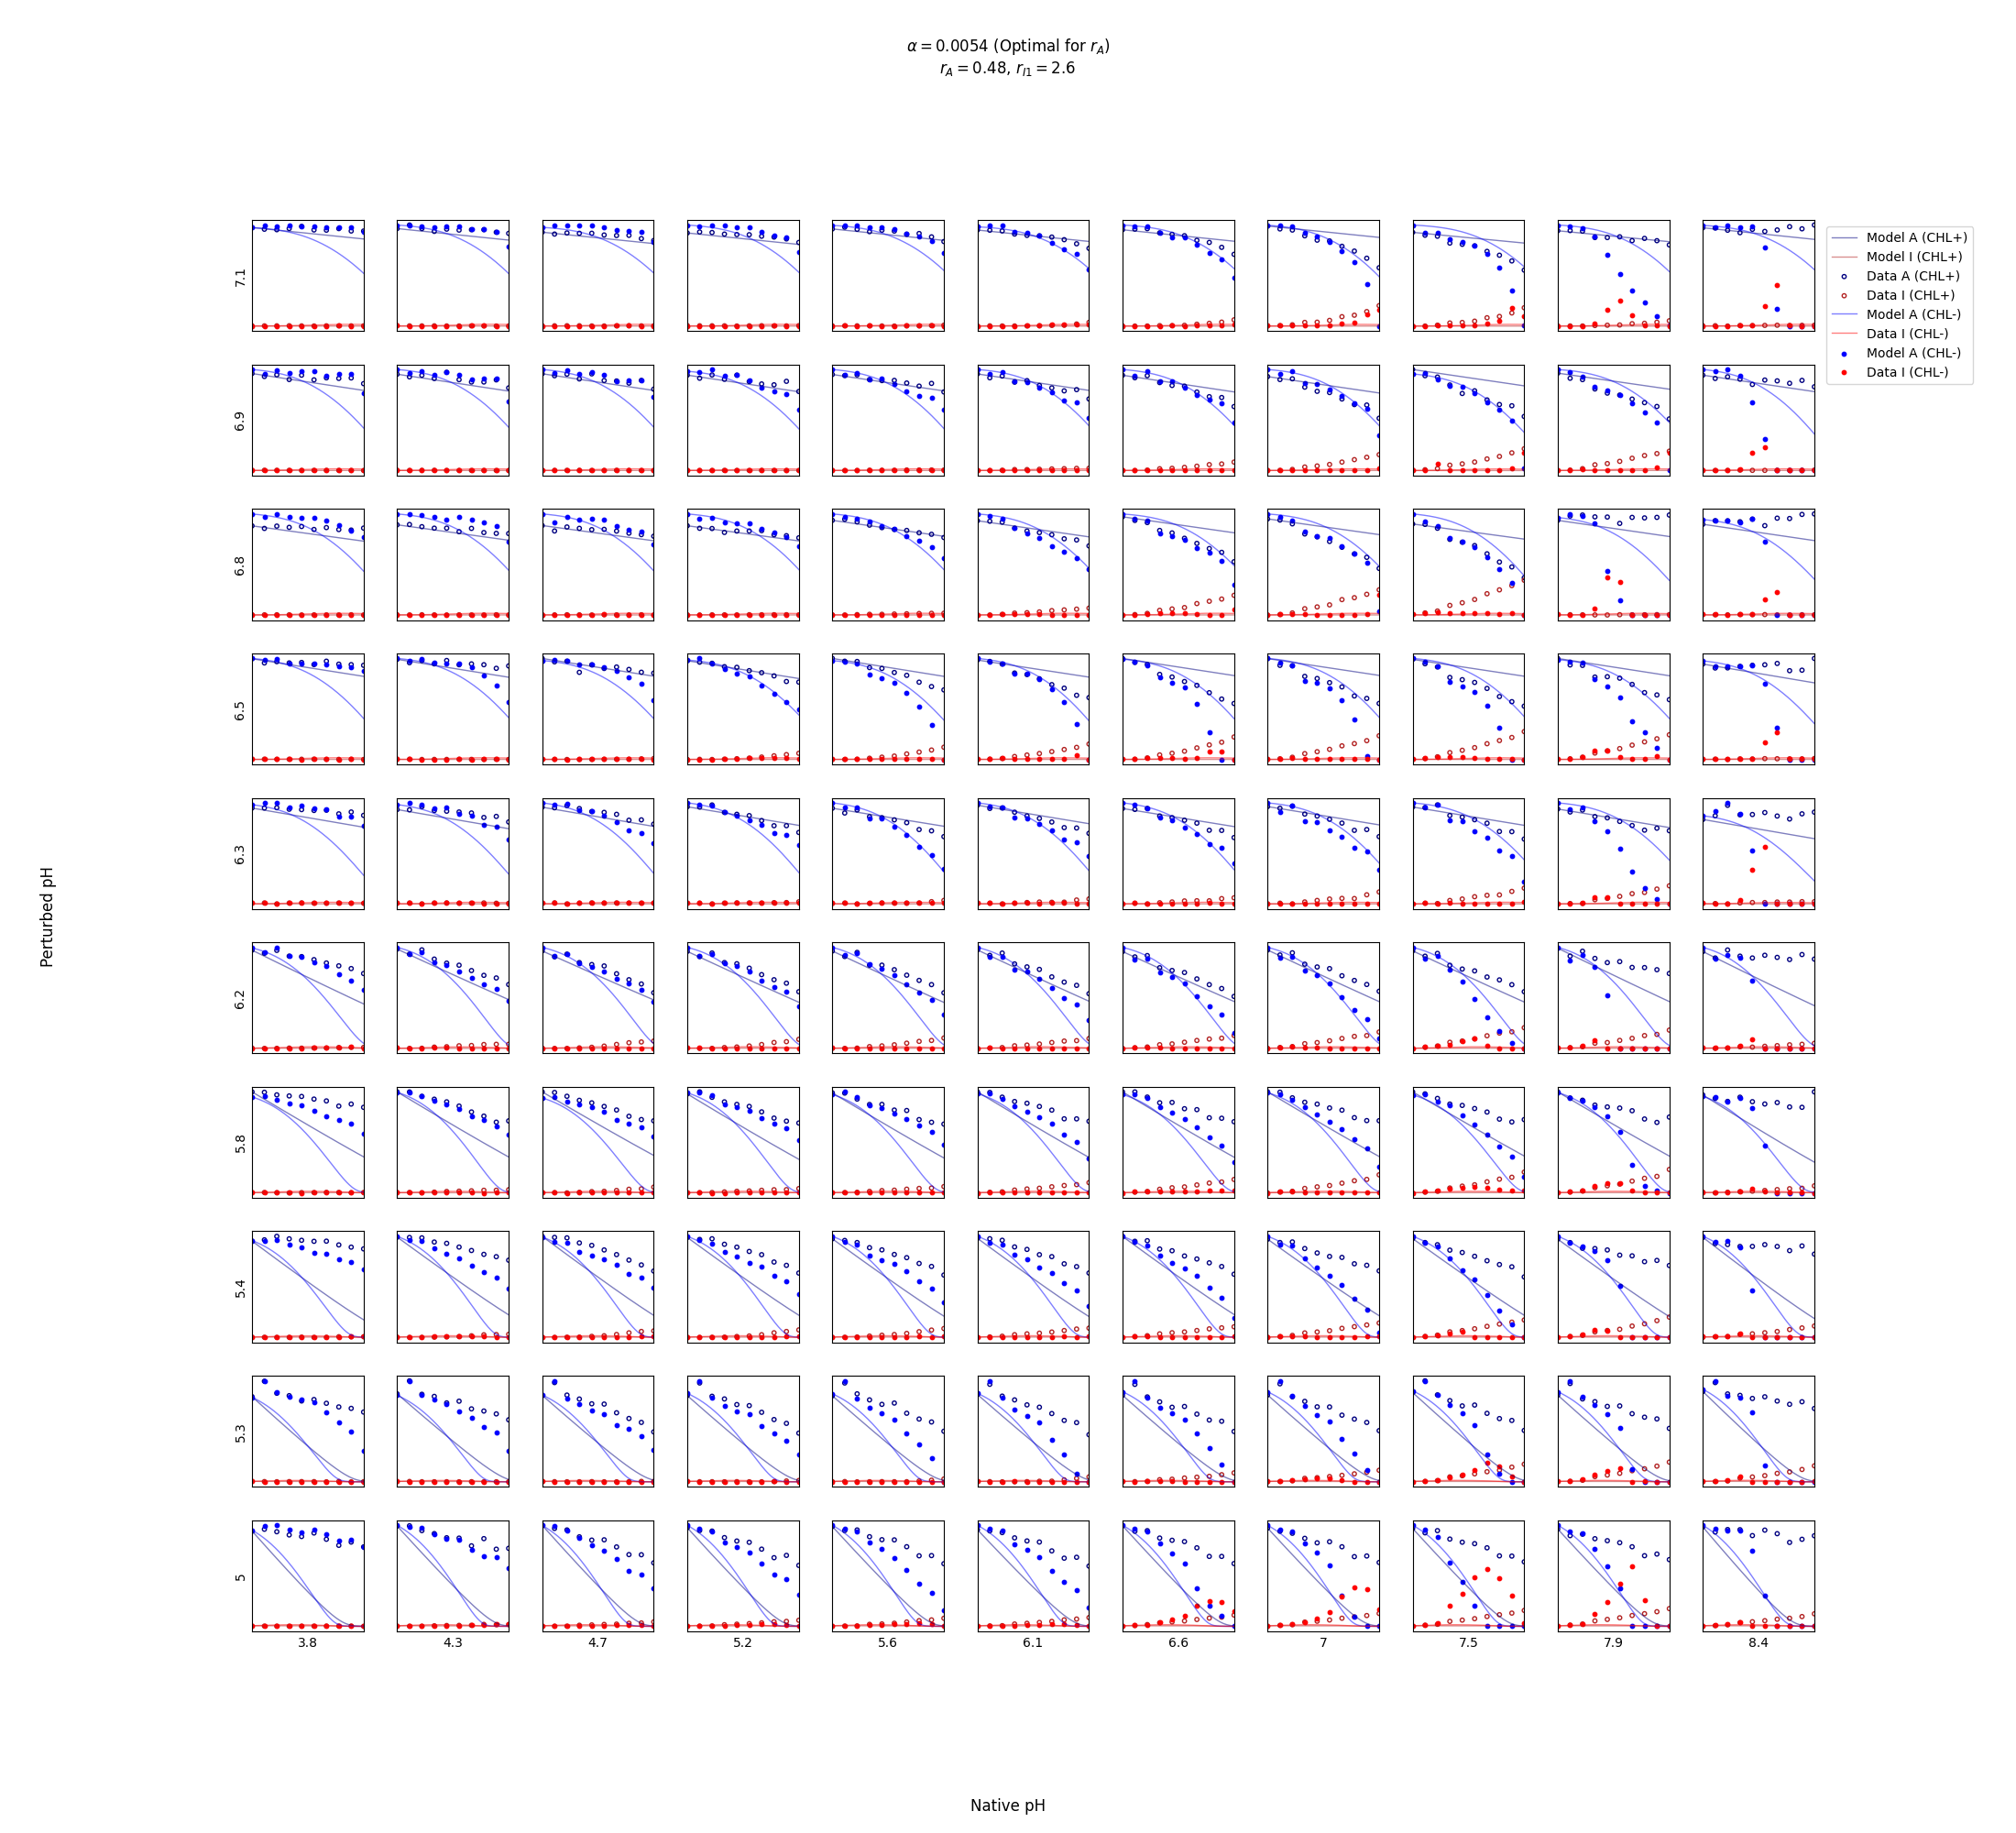 α = 0.0054 (Optimal for r_A)
r_A = 0.48, r_I1 = 2.6
Model A (CHL+)
Model I (CHL+)
Data A (CHL+)
Data I (CHL+)
Model A (CHL-)
Data I (CHL-)
Model A (CHL-)
Data I (CHL-)
7.1
6.9
6.8
6.5
6.3
6.2
5.8
5.4
5.3
5
Perturbed pH
3.8 4.3 4.7 5.2 5.6 6.1 6.6 7 7.5 7.9 8.4
Native pH